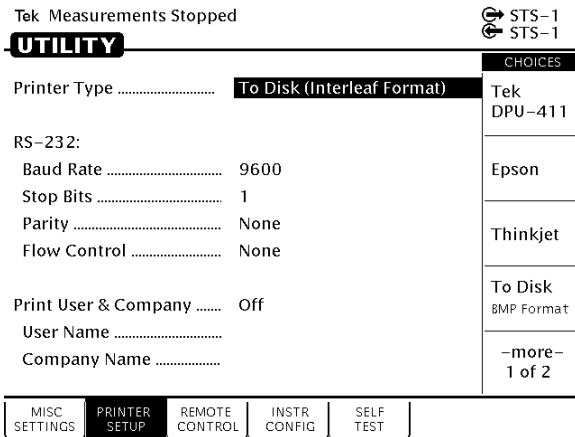 Tek Measurements Stopped
STS-1
STS-1
UTILITY
CHOICES
Printer Type .......................... To Disk (Interleaf Format)
Tek
DPU-411
RS-232:
Baud Rate ............................... 9600
Epson
Stop Bits .................................. 1
Parity ........................................ None
Thinkjet
Flow Control ........................ None
To Disk
BMP Format
Print User & Company ....... Off
User Name .............................
Company Name .................
-more-
1 of 2
MISC SETTINGS
PRINTER SETUP
REMOTE CONTROL
INSTR CONFIG
SELF TEST